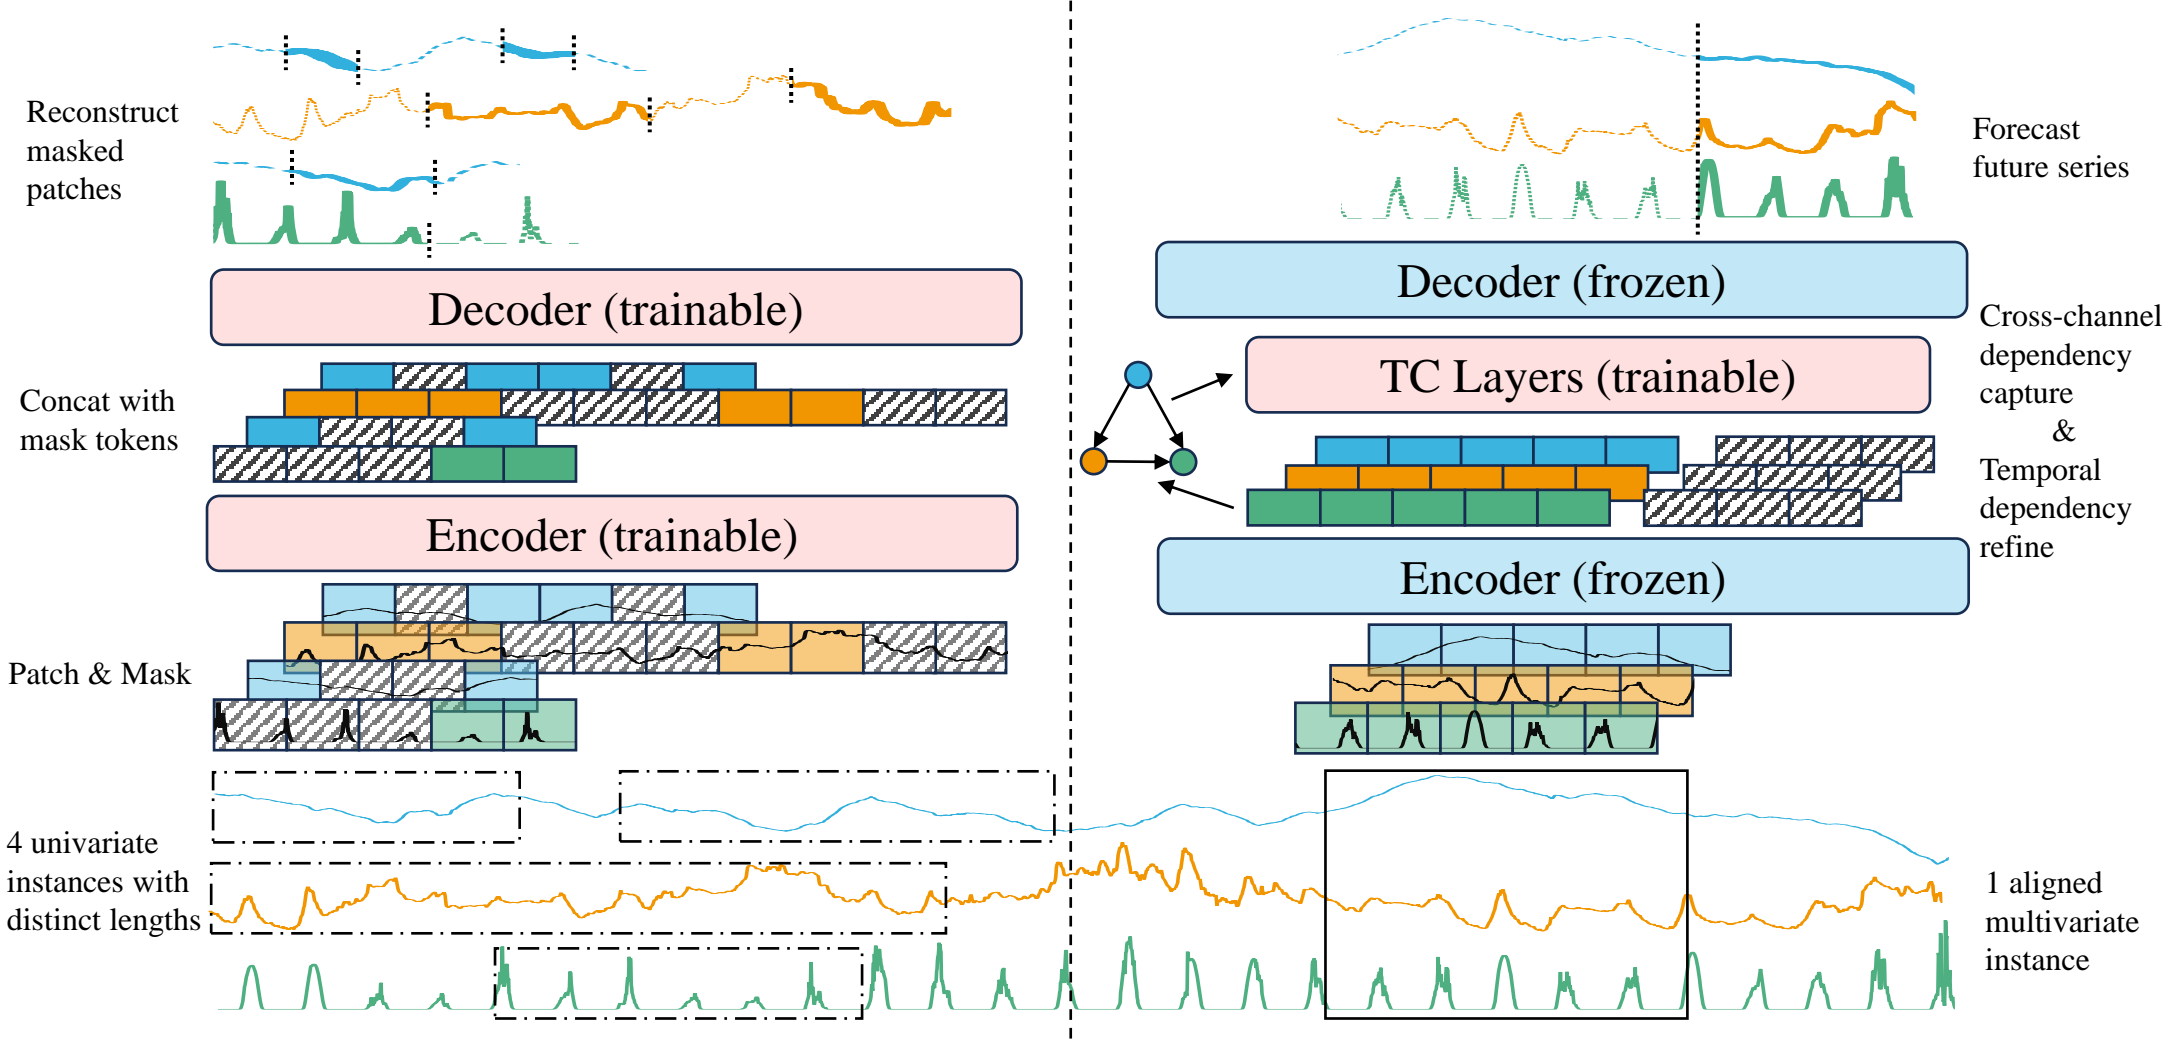 Reconstruct
masked
patches
Decoder (trainable)
Concat with
mask tokens
Encoder (trainable)
Patch & Mask
4 univariate
instances with
distinct lengths
Forecast
future series
Decoder (frozen)
TC Layers (trainable)
Cross-channel
dependency
capture
&
Temporal
dependency
refine
Encoder (frozen)
1 aligned
multivariate
instance